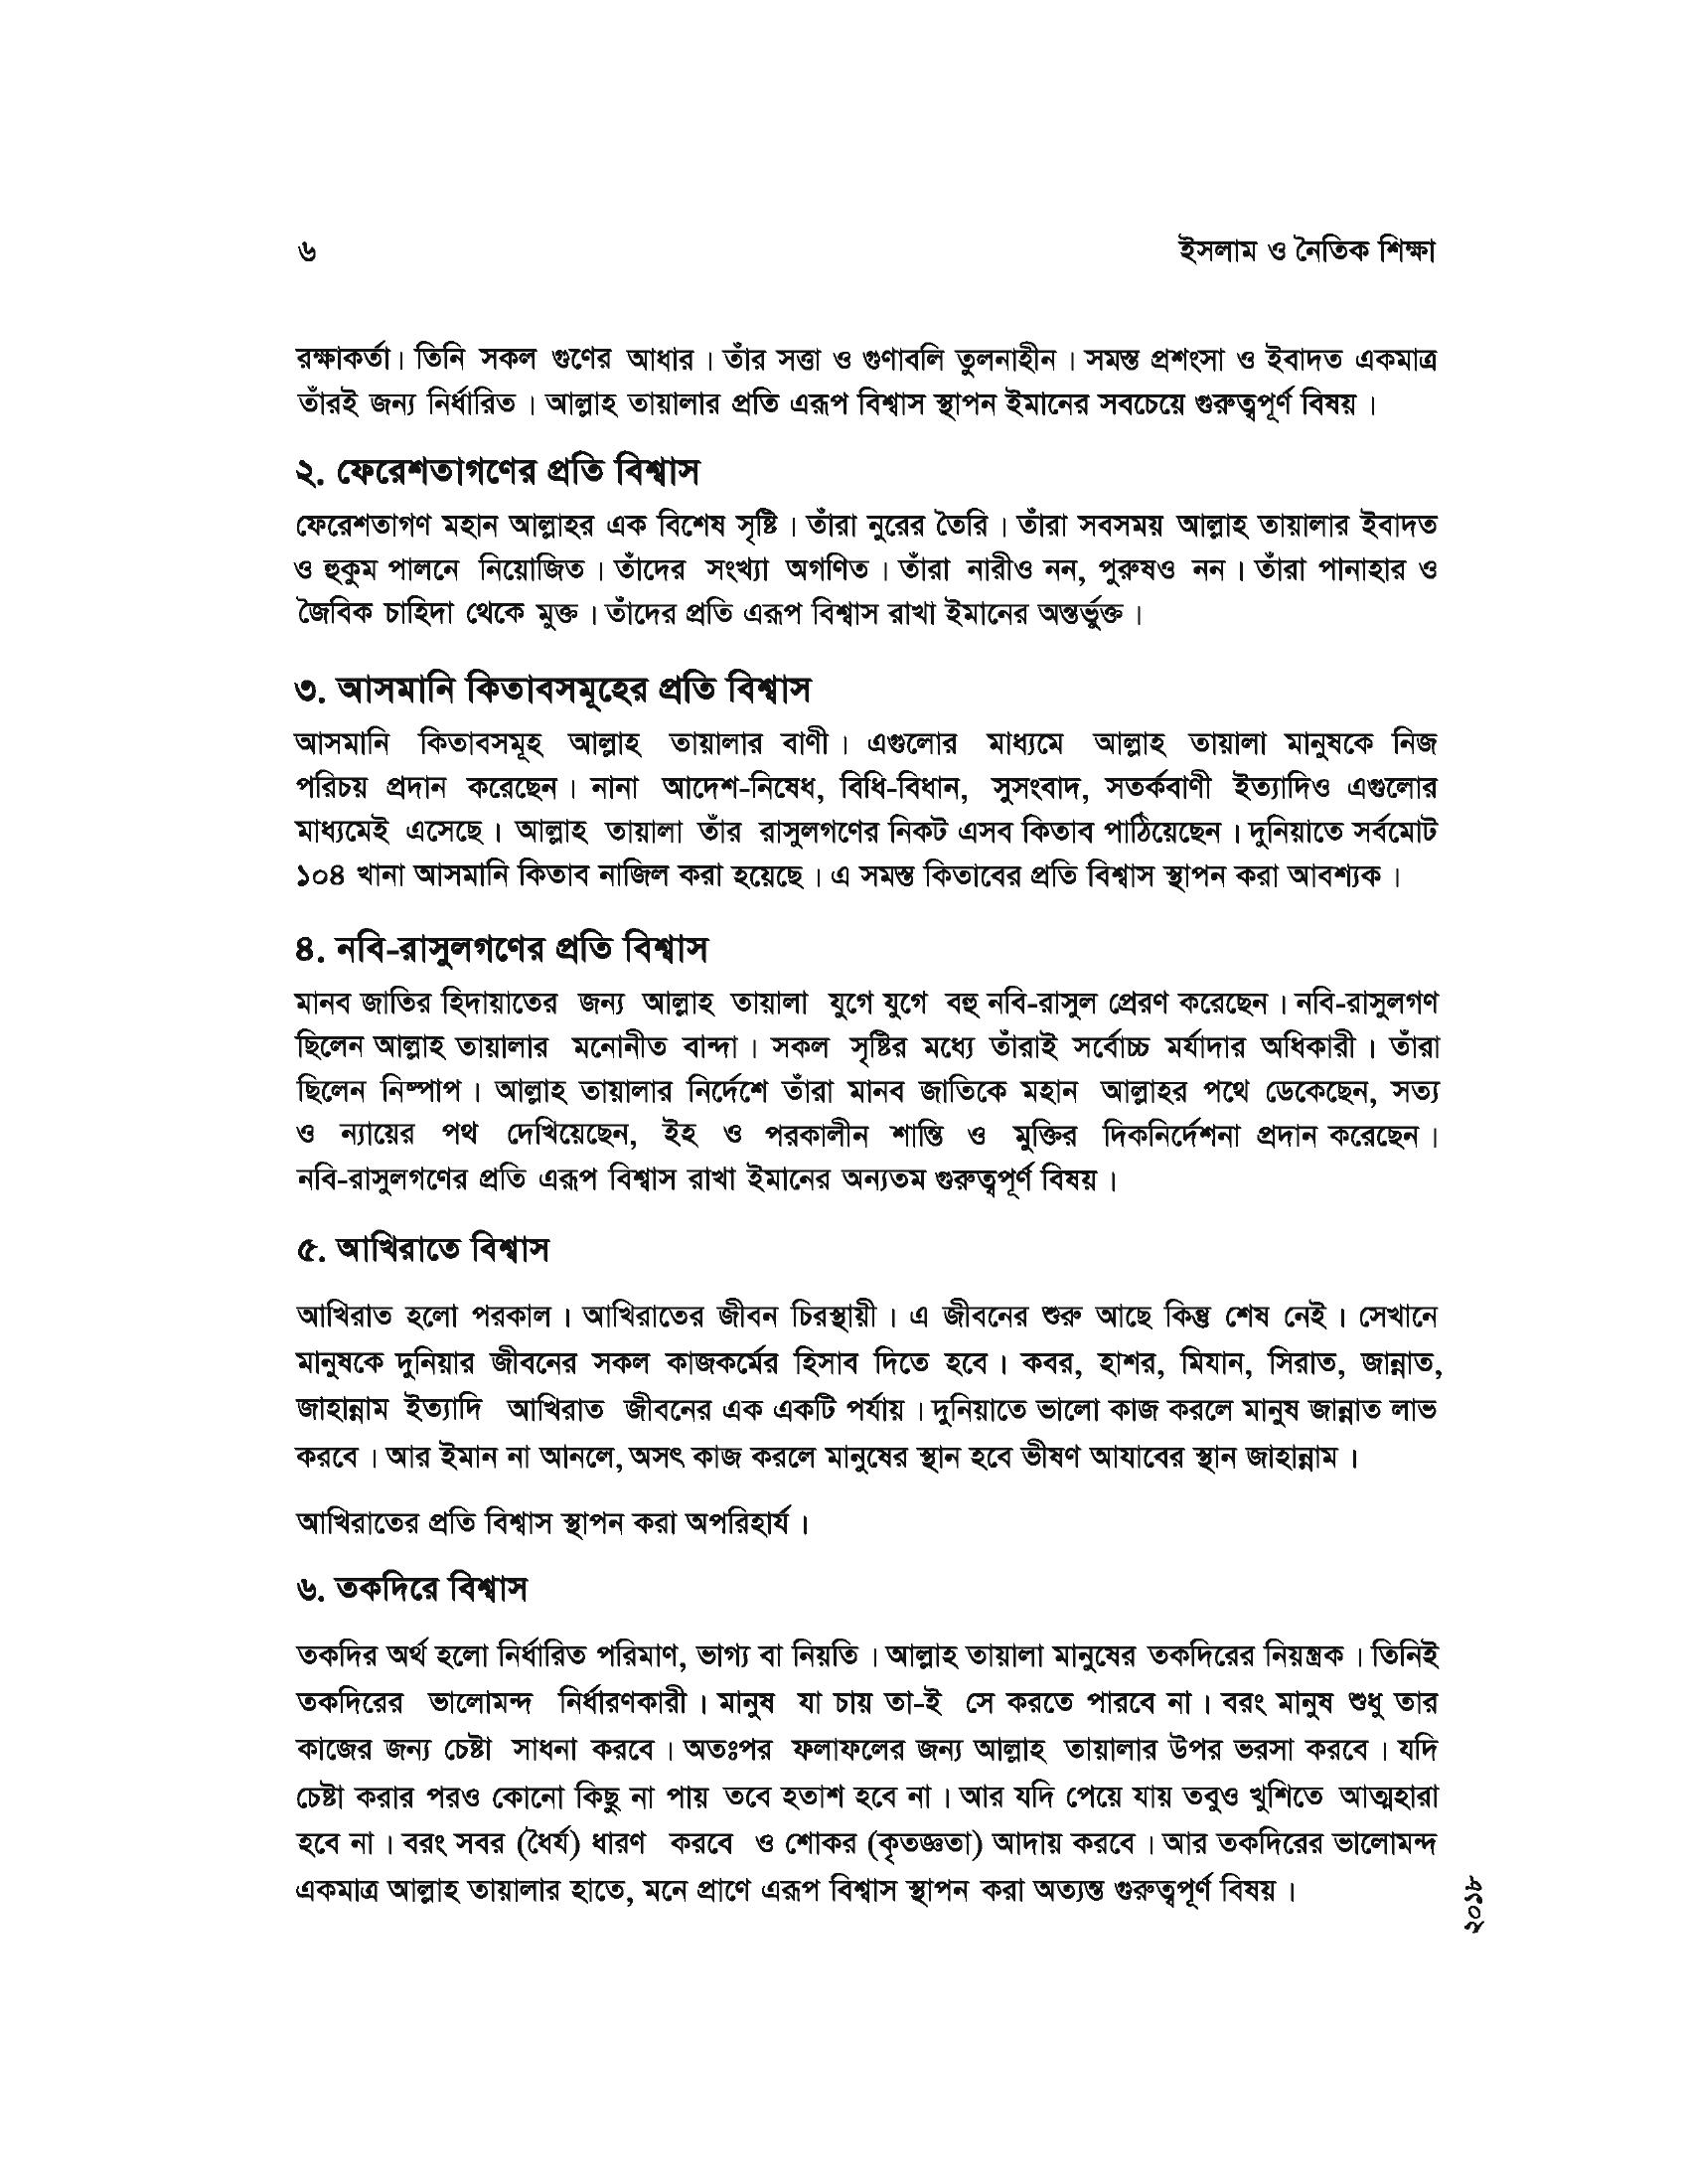 ৬ ইসলাম ও নৈতিক শিক্ষা
রক্ষাকর্তা। তিনি সকল গুণের আধার। তাঁর সত্তা ও গুণাবলি তুলনাহীন। সমস্ত প্রশংসা ও ইবাদত একমাত্র
তাঁরই জন্য নির্ধারিত। আল্লাহ তায়ালার প্রতি এরূপ বিশ্বাস স্থাপন ইমানের সবচেয়ে গুরুত্বপূর্ণ বিষয়।
২. ফেরেশতাগণের প্রতি বিশ্বাস
ফেরেশতাগণ মহান আল্লাহর এক বিশেষ সৃষ্টি। তাঁরা নুরের তৈরি। তাঁরা সবসময় আল্লাহ তায়ালার ইবাদত
ও হুকুম পালনে নিয়োজিত। তাঁদের সংখ্যা অগণিত। তাঁরা নারীও নন, পুরুষও নন। তাঁরা পানাহার ও
জৈবিক চাহিদা থেকে মুক্ত। তাঁদের প্রতি এরূপ বিশ্বাস রাখা ইমানের অন্তর্ভুক্ত।
৩. আসমানি কিতাবসমূহের প্রতি বিশ্বাস
আসমানি কিতাবসমূহ আল্লাহ তায়ালার বাণী। এগুলোর মাধ্যমে আল্লাহ তায়ালা মানুষকে নিজ
পরিচয় প্রদান করেছেন। নানা আদেশ-নিষেধ, বিধি-বিধান, সুসংবাদ, সতর্কবাণী ইত্যাদিও এগুলোর
মাধ্যমেই এসেছে। আল্লাহ তায়ালা তাঁর রাসুলগণের নিকট এসব কিতাব পাঠিয়েছেন। দুনিয়াতে সর্বমোট
১০৪ খানা আসমানি কিতাব নাজিল করা হয়েছে। এ সমস্ত কিতাবের প্রতি বিশ্বাস স্থাপন করা আবশ্যক।
৪. নবি-রাসুলগণের প্রতি বিশ্বাস
মানব জাতির হিদায়াতের জন্য আল্লাহ তায়ালা যুগে যুগে বহু নবি-রাসুল প্রেরণ করেছেন। নবি-রাসুলগণ
ছিলেন আল্লাহ তায়ালার মনোনীত বান্দা। সকল সৃষ্টির মধ্যে তাঁরাই সর্বোচ্চ মর্যাদার অধিকারী। তাঁরা
ছিলেন নিষ্পাপ। আল্লাহ তায়ালার নির্দেশে তাঁরা মানব জাতিকে মহান আল্লাহর পথে ডেকেছেন, সত্য
ও ন্যায়ের পথ দেখিয়েছেন, ইহ ও পরকালীন শান্তি ও মুক্তির দিকনির্দেশনা প্রদান করেছেন।
নবি-রাসুলগণের প্রতি এরূপ বিশ্বাস রাখা ইমানের অন্যতম গুরুত্বপূর্ণ বিষয়।
৫. আখিরাতে বিশ্বাস
আখিরাত হলো পরকাল। আখিরাতের জীবন চিরস্থায়ী। এ জীবনের শুরু আছে কিন্তু শেষ নেই। সেখানে
মানুষকে দুনিয়ার জীবনের সকল কাজকর্মের হিসাব দিতে হবে। কবর, হাশর, মিযান, সিরাত, জান্নাত,
জাহান্নাম ইত্যাদি আখিরাত জীবনের এক একটি পর্যায়। দুনিয়াতে ভালো কাজ করলে মানুষ জান্নাত লাভ
করবে। আর ইমান না আনলে, অসৎ কাজ করলে মানুষের স্থান হবে ভীষণ আযাবের স্থান জাহান্নাম।
আখিরাতের প্রতি বিশ্বাস স্থাপন করা অপরিহার্য।
৬. তকদিরে বিশ্বাস
তকদির অর্থ হলো নির্ধারিত পরিমাণ, ভাগ্য বা নিয়তি। আল্লাহ তায়ালা মানুষের তকদিরের নিয়ন্ত্রক। তিনিই
তকদিরের ভালোমন্দ নির্ধারণকারী। মানুষ যা চায় তা-ই সে করতে পারবে না। বরং মানুষ শুধু তার
কাজের জন্য চেষ্টা সাধনা করবে। অতঃপর ফলাফলের জন্য আল্লাহ তায়ালার উপর ভরসা করবে। যদি
চেষ্টা করার পরও কোনো কিছু না পায় তবে হতাশ হবে না। আর যদি পেয়ে যায় তবুও খুশিতে আত্মহারা
হবে না। বরং সবর (ধৈর্য) ধারণ করবে ও শোকর (কৃতজ্ঞতা) আদায় করবে। আর তকদিরের ভালোমন্দ
একমাত্র আল্লাহ তায়ালার হাতে, মনে প্রাণে এরূপ বিশ্বাস স্থাপন করা অত্যন্ত গুরুত্বপূর্ণ বিষয়।
২০১৮